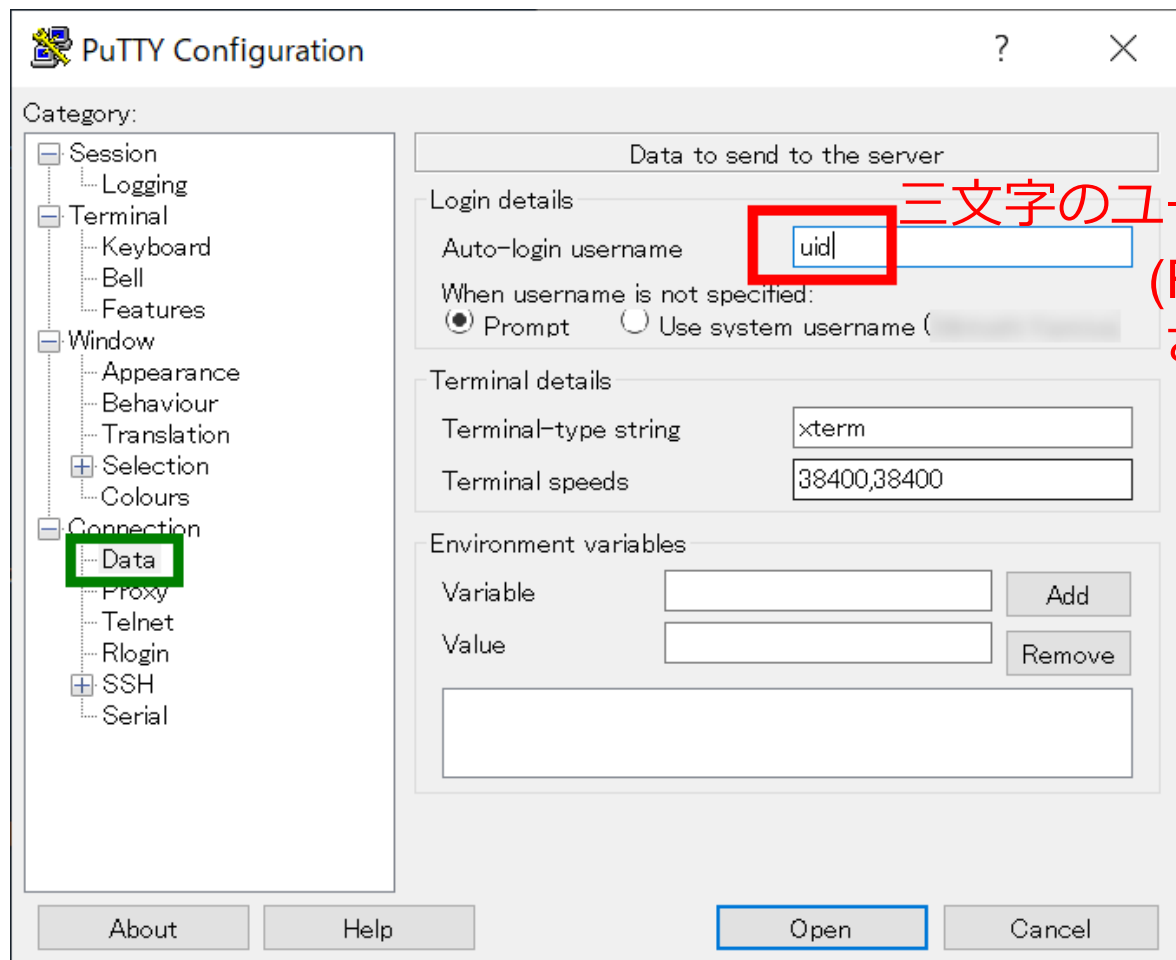 PuTTY Configuration
Category:
Session
Logging
Terminal
Keyboard
Bell
Features
Window
Appearance
Behaviour
Translation
Selection
Colours
Connection
Data
Proxy
Telnet
Rlogin
SSH
Serial
Data to send to the server
Login details
三文字のユー
Auto-login username
uid
When username is not specified:
Prompt
Use system username (
Terminal details
Terminal-type string
xterm
Terminal speeds
38400,38400
Environment variables
Variable
Add
Value
Remove
About
Help
Open
Cancel